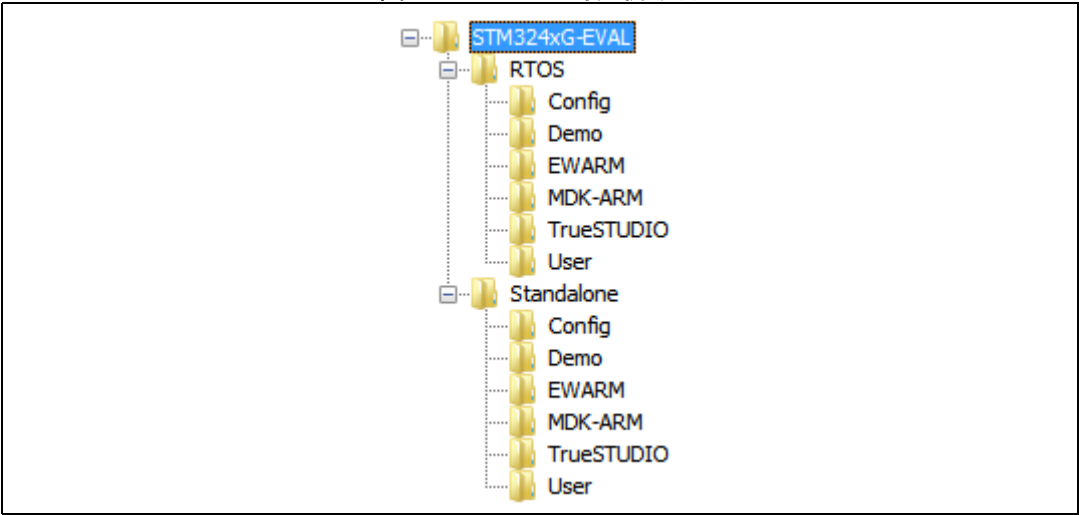 STM324xG-EVAL
RTOS
Config
Demo
EWARM
MDK-ARM
TrueSTUDIO
User
Standalone
Config
Demo
EWARM
MDK-ARM
TrueSTUDIO
User